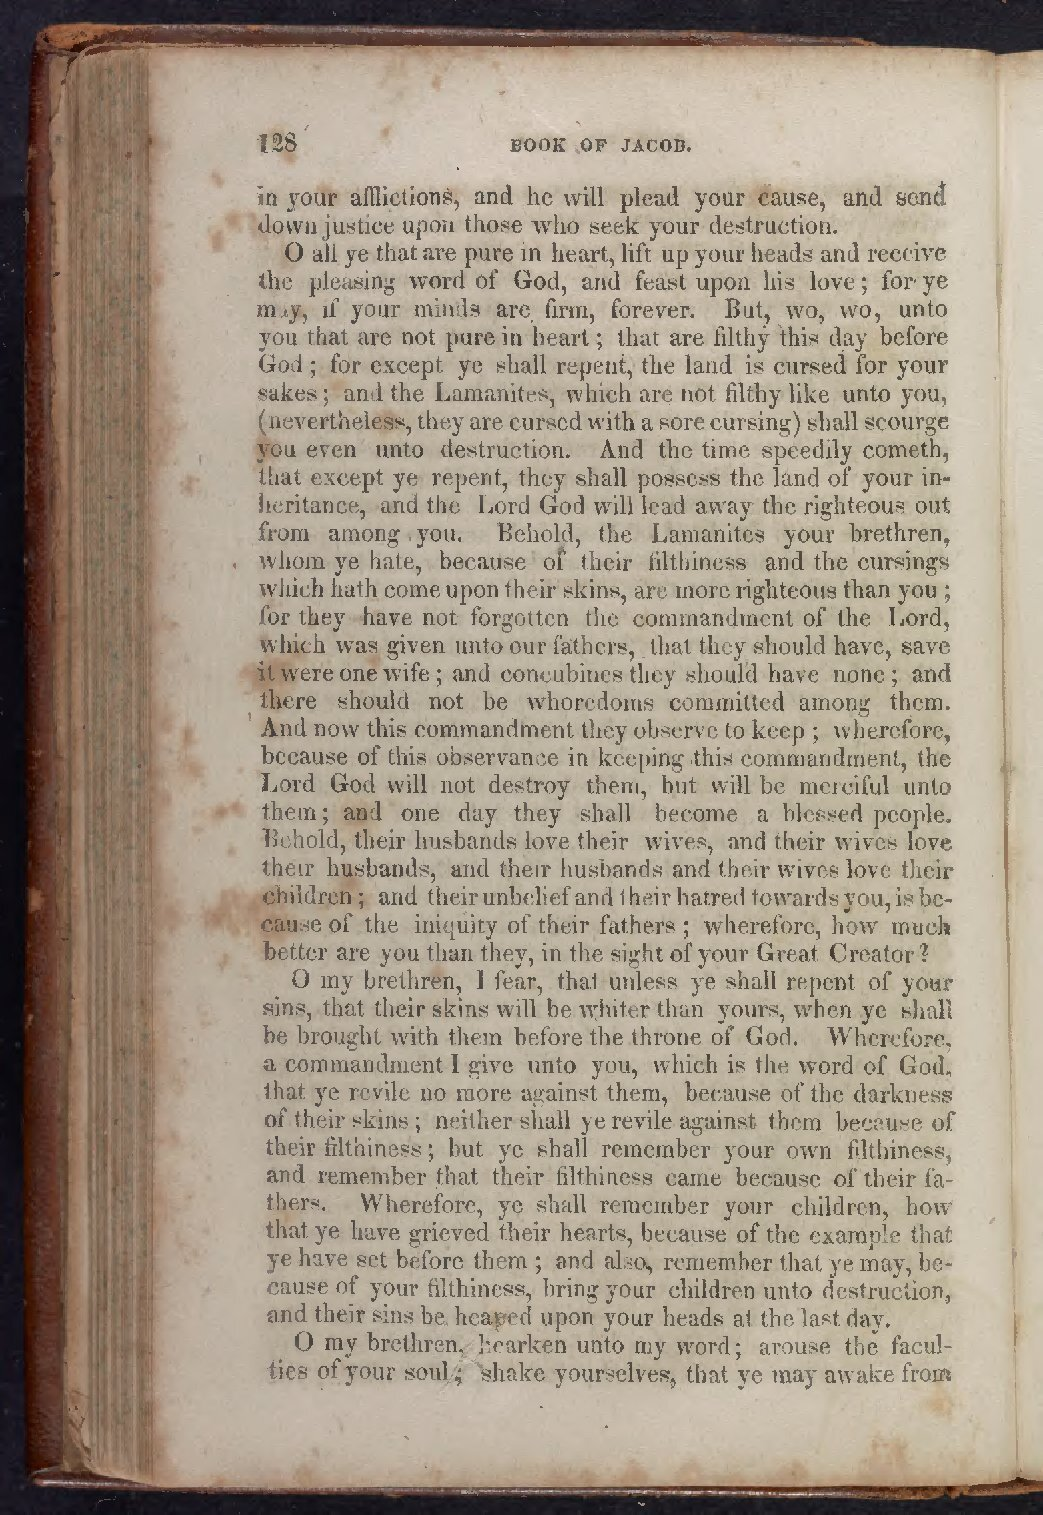 128 BOOK OF JACOB.
in your afflictions, and he will plead your cause, and send
down justice upon those who seek your destruction.
O all ye that are pure in heart, lift up your heads and receive
the pleasing word of God, and feast upon his love; for ye
may, if your minds are firm, forever. But, wo, wo, unto
you that are not pure in heart; that are filthy this day before
God; for except ye shall repent, the land is cursed for your
sakes; and the Lamanites, which are not filthy like unto you,
(nevertheless, they are cursed with a sore cursing) shall scourge
you even unto destruction. And the time speedily cometh,
that except ye repent, they shall possess the land of your in-
heritance, and the Lord God will lead away the righteous out
from among you. Behold, the Lamanites your brethren,
whom ye hate, because of their filthiness and the cursings
which hath come upon their skins, are more righteous than you;
for they have not forgotten the commandment of the Lord,
which was given unto our fathers, that they should have, save
it were one wife; and concubines they should have none; and
there should not be whoredoms committed among them.
And now this commandment they observe to keep; wherefore,
because of this observance in keeping this commandment, the
Lord God will not destroy them, but will be merciful unto
them; and one day they shall become a blessed people.
Behold, their husbands love their wives, and their wives love
their husbands, and their husbands and their wives love their
children; and their unbelief and their hatred towards you, is be-
cause of the iniquity of their fathers; wherefore, how much
better are you than they, in the sight of your Great Creator?
O my brethren, I fear, that unless ye shall repent of your
sins, that their skins will be whiter than yours, when ye shall
be brought with them before the throne of God. Wherefore,
a commandment I give unto you, which is the word of God,
that ye revile no more against them, because of the darkness
of their skins; neither shall ye revile against them because of
their filthiness; but ye shall remember your own filthiness,
and remember that their filthiness came because of their fa-
thers. Wherefore, ye shall remember your children, how
that ye have grieved their hearts, because of the example that
ye have set before them; and also, remember that ye may, be-
cause of your filthiness, bring your children unto destruction,
and their sins be heaped upon your heads at the last day.
O my brethren, hearken unto my word; arouse the facul-
ties of your soul; shake yourselves, that ye may awake from